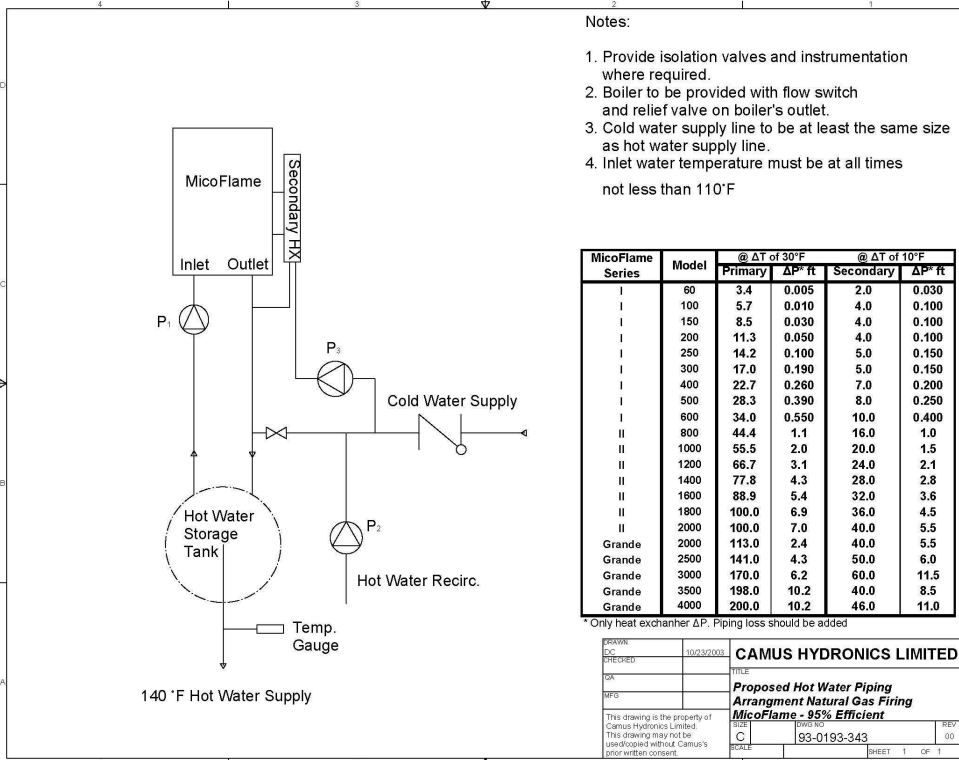 4
3
2
1
D
C
B
A
Notes:
1. Provide isolation valves and instrumentation
where required.
2. Boiler to be provided with flow switch
and relief valve on boiler's outlet.
3. Cold water supply line to be at least the same size
as hot water supply line.
4. Inlet water temperature must be at all times
not less than 110°F
MicoFlame
Secondary HX
Inlet Outlet
P1
P3
Cold Water Supply
Hot Water
Storage
Tank
P2
Hot Water Recirc.
Temp.
Gauge
140 °F Hot Water Supply
MicoFlame Series Model @ ΔT of 30°F @ ΔT of 10°F
Primary ΔP* ft Secondary ΔP* ft
I 60 3.4 0.005 2.0 0.030
I 100 5.7 0.010 4.0 0.100
I 150 8.5 0.030 4.0 0.100
I 200 11.3 0.050 4.0 0.100
I 250 14.2 0.100 5.0 0.150
I 300 17.0 0.190 5.0 0.150
I 400 22.7 0.260 7.0 0.200
I 500 28.3 0.390 8.0 0.250
I 600 34.0 0.550 10.0 0.400
II 800 44.4 1.1 16.0 1.0
II 1000 55.5 2.0 20.0 1.5
II 1200 66.7 3.1 24.0 2.1
II 1400 77.8 4.3 28.0 2.8
II 1600 88.9 5.4 32.0 3.6
II 1800 100.0 6.9 36.0 4.5
II 2000 100.0 7.0 40.0 5.5
Grande 2000 113.0 2.4 40.0 5.5
Grande 2500 141.0 4.3 50.0 6.0
Grande 3000 170.0 6.2 60.0 11.5
Grande 3500 198.0 10.2 40.0 8.5
Grande 4000 200.0 10.2 46.0 11.0
* Only heat exchanher ΔP. Piping loss should be added
DRAWN
DC 10/23/2003
CHECKED
QA
MFG
This drawing is the property of
Camus Hydronics Limited.
This drawing may not be
used/copied without Camus's
prior written consent.
CAMUS HYDRONICS LIMITED
TITLE
Proposed Hot Water Piping
Arrangment Natural Gas Firing
MicoFlame - 95% Efficient
SIZE DWG NO REV
C 93-0193-343 00
SCALE SHEET 1 OF 1